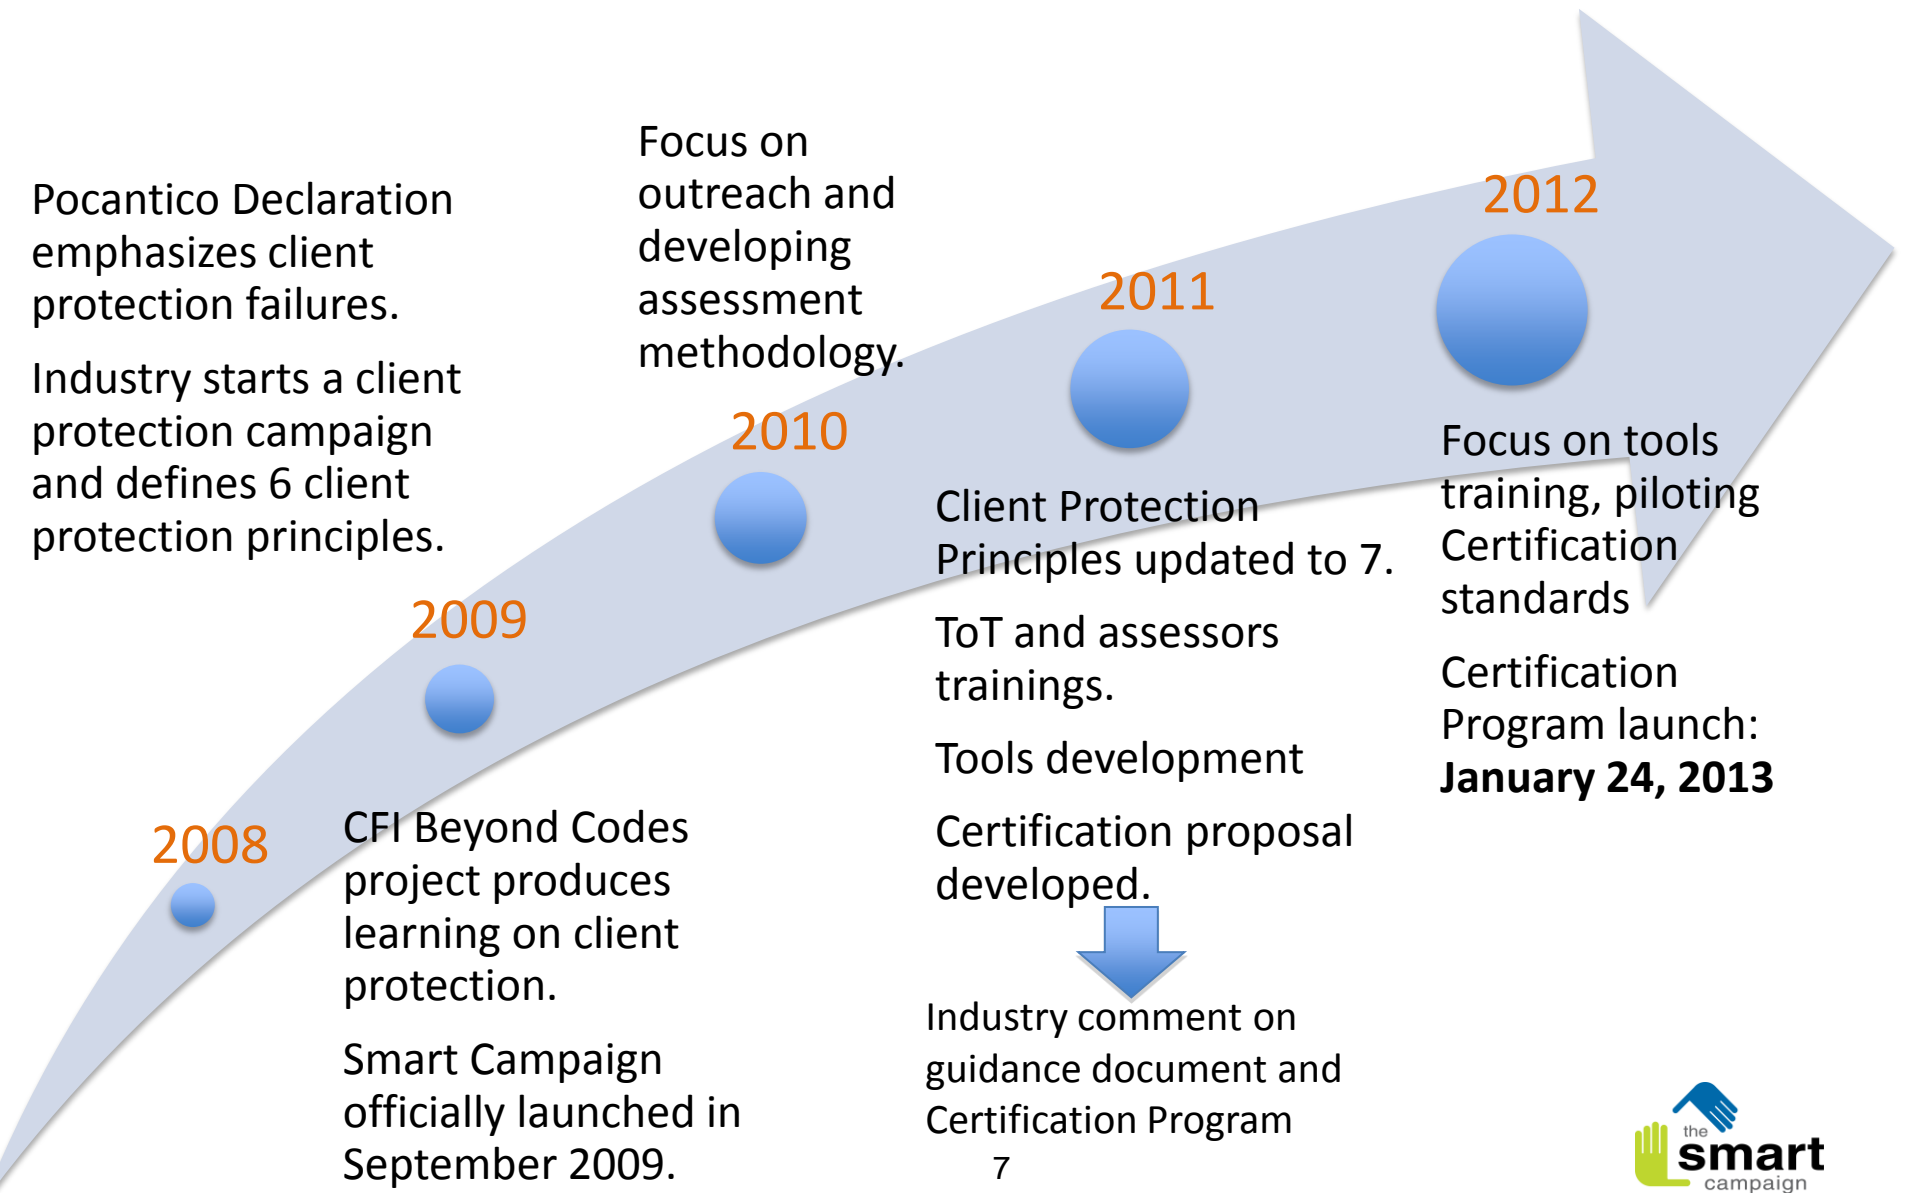 Pocantico Declaration
emphasizes client
protection failures.
Industry starts a client
protection campaign
and defines 6 client
protection principles.
2008
2009
CFI Beyond Codes
project produces
learning on client
protection.
Smart Campaign
officially launched in
September 2009.
Focus on
outreach and
developing
assessment
methodology.
2010
2011
Client Protection
Principles updated to 7.
ToT and assessors
trainings.
Tools development
Certification proposal
developed.
Industry comment on
guidance document and
Certification Program
2012
Focus on tools
training, piloting
Certification
standards
Certification
Program launch:
January 24, 2013
7
the
smart
campaign